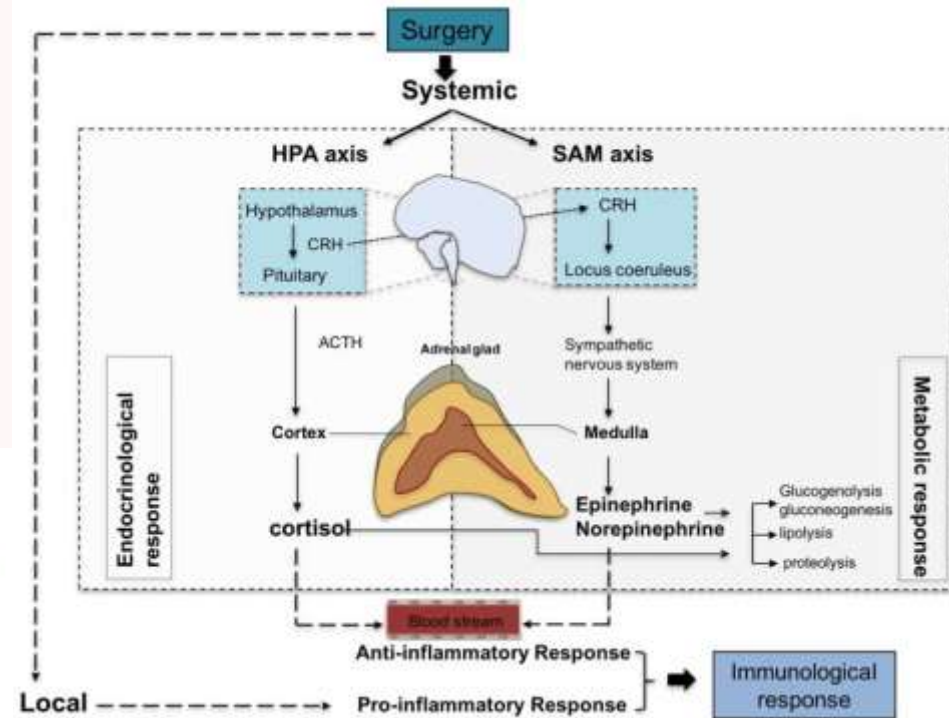 Surgery
Systemic
HPA axis
SAM axis
Hypothalamus
CRH
Pituitary
CRH
Locus coeruleus
ACTH
Adrenal glad
Sympathetic
nervous system
Cortex
Medulla
Endocrinological
response
Metabolic response
cortisol
Epinephrine
Norepinephrine
Glucogenolysis
gluconeogenesis
lipolysis
proteolysis
Blood stream
Anti-inflammatory Response
Pro-inflammatory Response
Local
Immunological
response